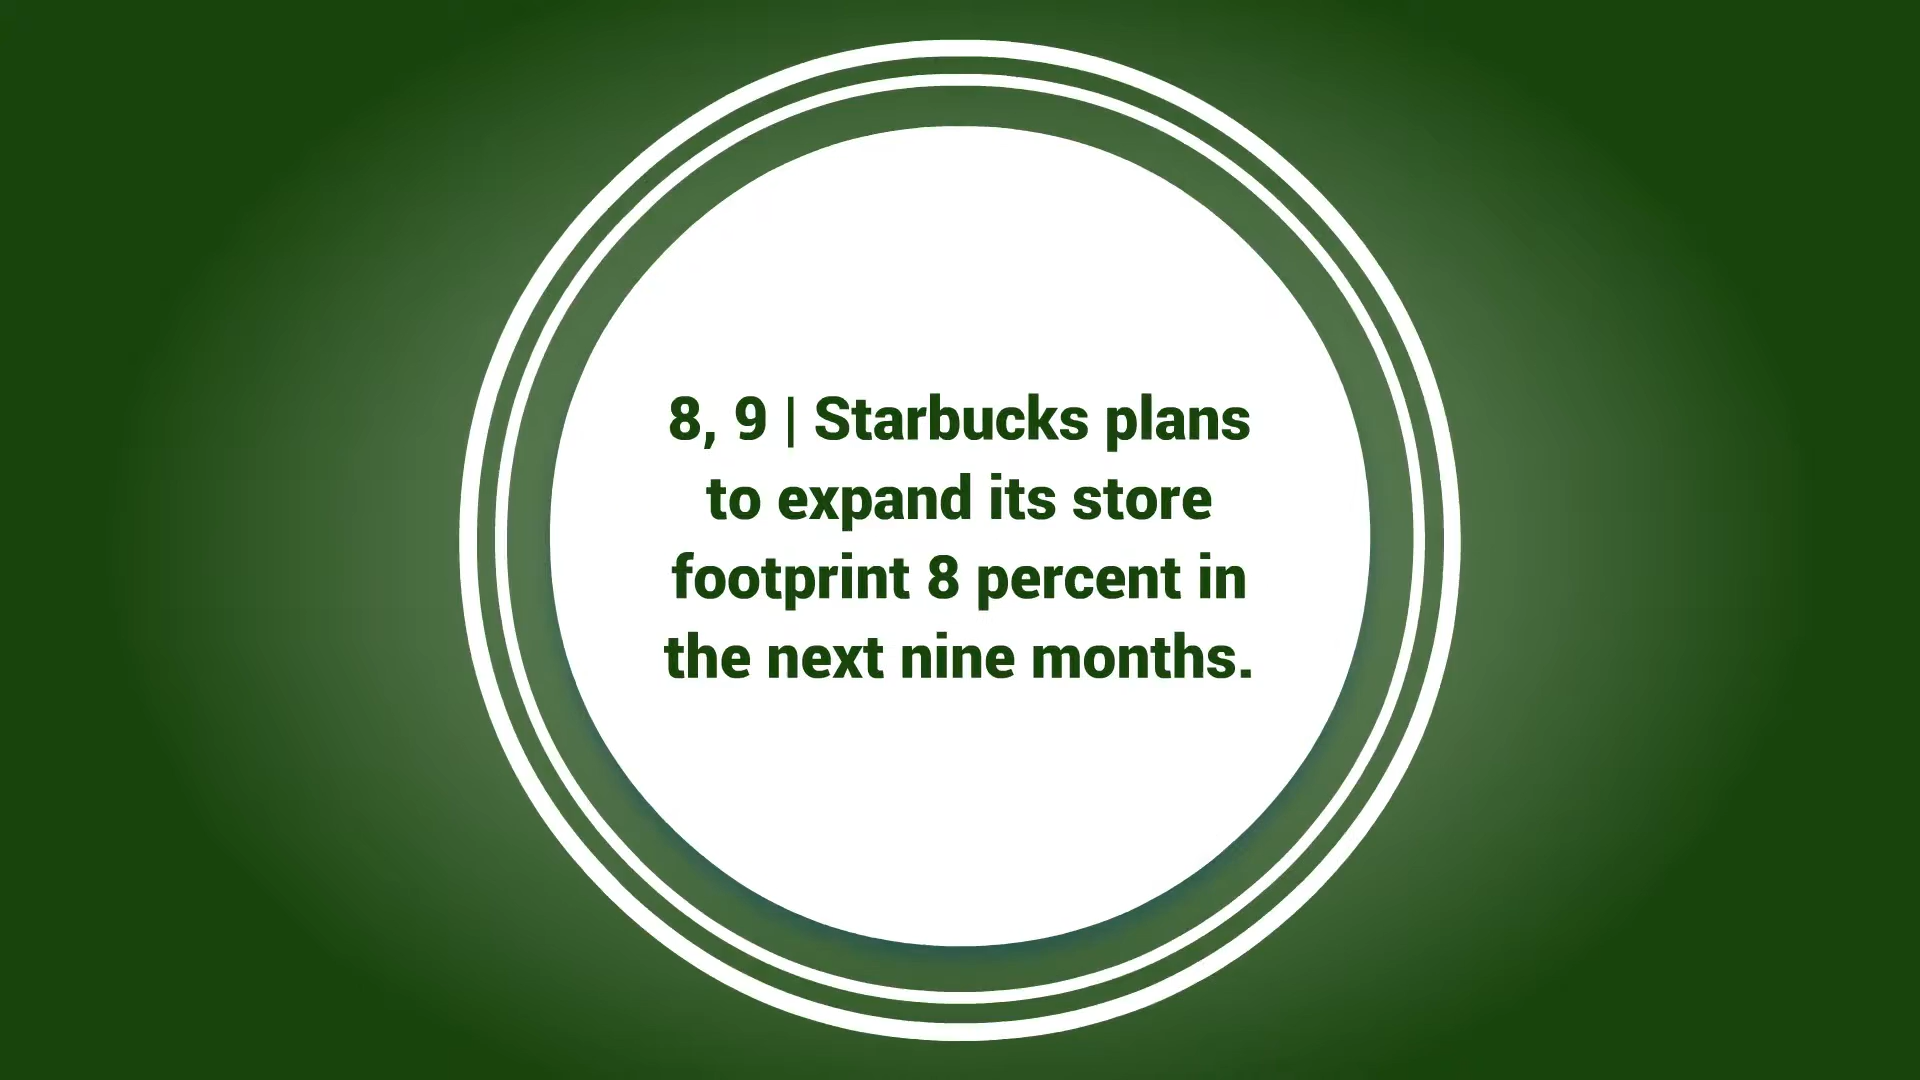 8, 9 | Starbucks plans
to expand its store
footprint 8 percent in
the next nine months.